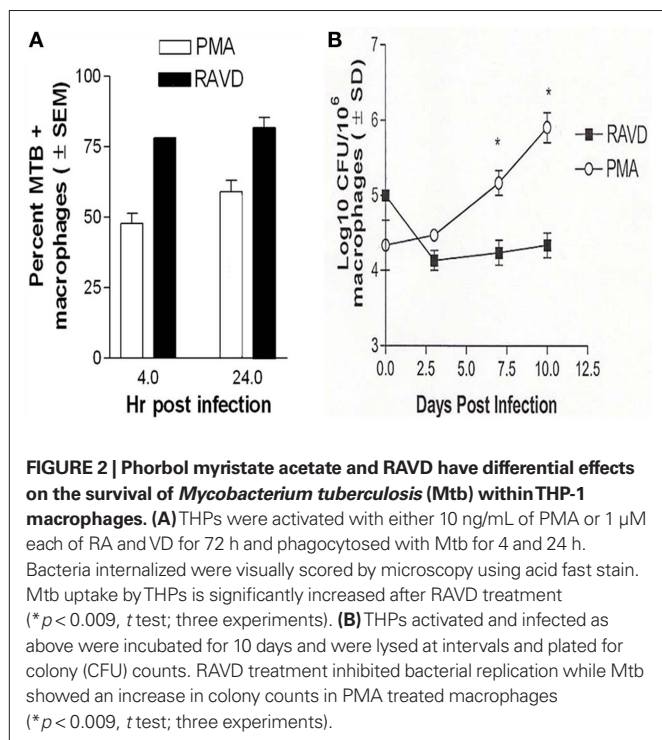 A
PMA
RAVD
Percent MTB +
macrophages ( ± SEM)
100
75
50
25
0
4.0
24.0
Hr post infection
B
*
*
RAVD
PMA
Log10 CFU/10⁶
macrophages ( ± SD)
7
6
5
4
3
0.0
2.5
5.0
7.5
10.0
12.5
Days Post Infection
FIGURE 2 | Phorbol myristate acetate and RAVD have differential effects
on the survival of Mycobacterium tuberculosis (Mtb) within THP-1
macrophages. (A) THPs were activated with either 10 ng/mL of PMA or 1 μM
each of RA and VD for 72 h and phagocytosed with Mtb for 4 and 24 h.
Bacteria internalized were visually scored by microscopy using acid fast stain.
Mtb uptake by THPs is significantly increased after RAVD treatment
(*p < 0.009, t test; three experiments). (B) THPs activated and infected as
above were incubated for 10 days and were lysed at intervals and plated for
colony (CFU) counts. RAVD treatment inhibited bacterial replication while Mtb
showed an increase in colony counts in PMA treated macrophages
(*p < 0.009, t test; three experiments).